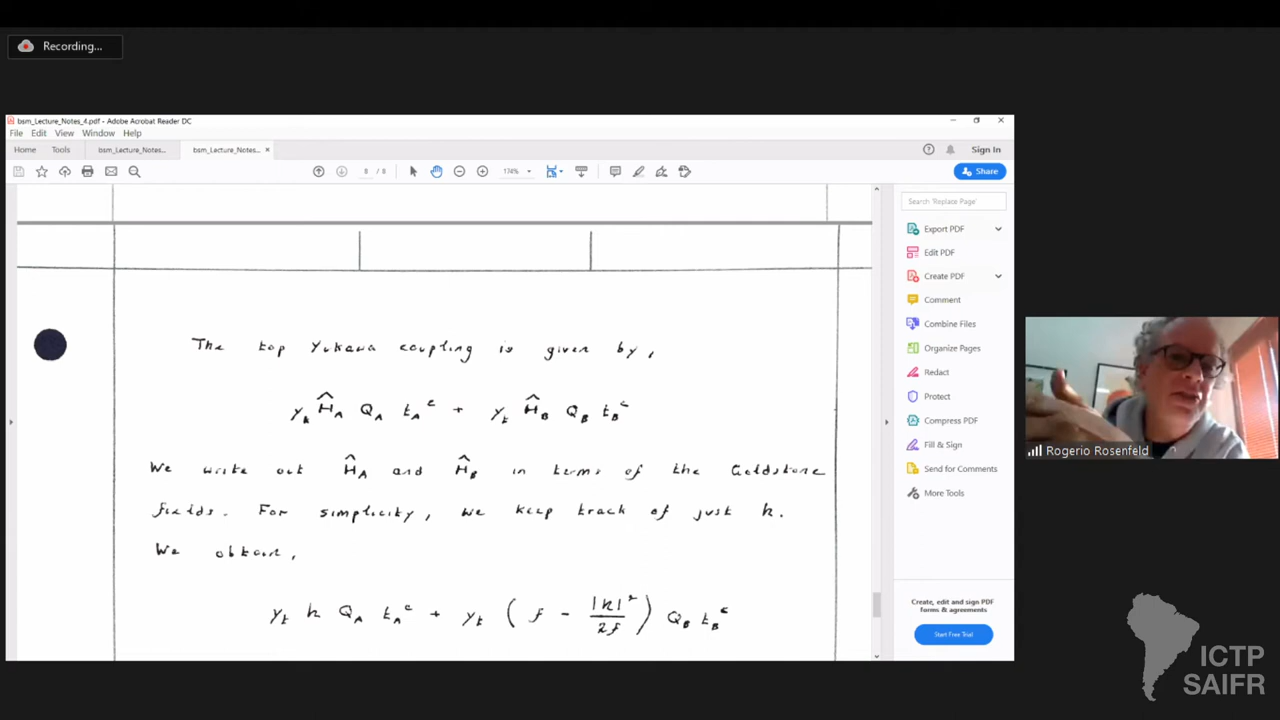 Recording...
bsm_Lecture_Notes_4.pdf - Adobe Acrobat Reader DC
File Edit View Window Help
Home Tools bsm_Lecture_Notes... bsm_Lecture_Notes... × Sign In
8 / 8 174% Share
Search 'Replace Page'
Export PDF
Edit PDF
Create PDF
Comment
Combine Files
Organize Pages
Redact
Protect
Compress PDF
Fill & Sign
Send for Comments
More Tools
Create, edit and sign PDF
forms & agreements
Start Free Trial
The top Yukawa coupling is given by,
y_t Ĥ_A Q_A t_A^c + y_t Ĥ_B Q_B t_B^c
We write out Ĥ_A and Ĥ_B in terms of the Goldstone
fields. For simplicity, we keep track of just h.
We obtain,
y_t h Q_A t_A^c + y_t ( f - |h|² / 2f ) Q_B t_B^c
Rogerio Rosenfeld
ICTP
SAIFR